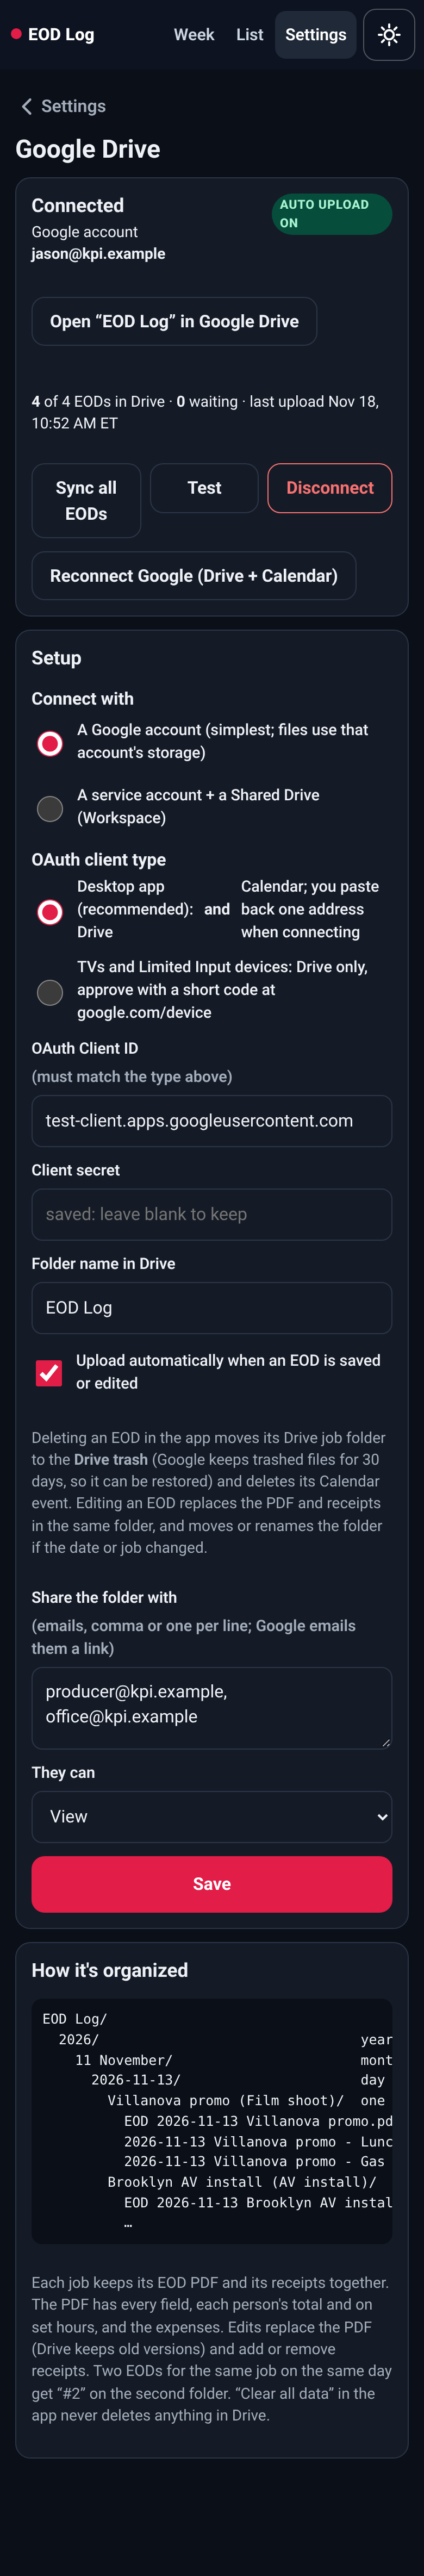 EOD Log
Week
List
Settings
Settings
Google Drive
Connected
AUTO UPLOAD
ON
Google account
jason@kpi.example
Open “EOD Log” in Google Drive
4 of 4 EODs in Drive · 0 waiting · last upload Nov 18,
10:52 AM ET
Sync all
EODs
Test
Disconnect
Reconnect Google (Drive + Calendar)
Setup
Connect with
A Google account (simplest; files use that
account's storage)
A service account + a Shared Drive
(Workspace)
OAuth client type
Desktop app
(recommended):
Drive
and
Calendar; you paste
back one address
when connecting
TVs and Limited Input devices: Drive only,
approve with a short code at
google.com/device
OAuth Client ID
(must match the type above)
test-client.apps.googleusercontent.com
Client secret
saved: leave blank to keep
Folder name in Drive
EOD Log
Upload automatically when an EOD is saved
or edited
Deleting an EOD in the app moves its Drive job folder
to the Drive trash (Google keeps trashed files for 30
days, so it can be restored) and deletes its Calendar
event. Editing an EOD replaces the PDF and receipts
in the same folder, and moves or renames the folder
if the date or job changed.
Share the folder with
(emails, comma or one per line; Google emails
them a link)
producer@kpi.example,
office@kpi.example
They can
View
Save
How it's organized
EOD Log/
2026/ year
11 November/ mont
2026-11-13/ day
Villanova promo (Film shoot)/ one
EOD 2026-11-13 Villanova promo.pd
2026-11-13 Villanova promo - Lunc
2026-11-13 Villanova promo - Gas
Brooklyn AV install (AV install)/
EOD 2026-11-13 Brooklyn AV instal
…
Each job keeps its EOD PDF and its receipts together.
The PDF has every field, each person's total and on
set hours, and the expenses. Edits replace the PDF
(Drive keeps old versions) and add or remove
receipts. Two EODs for the same job on the same day
get “#2” on the second folder. “Clear all data” in the
app never deletes anything in Drive.